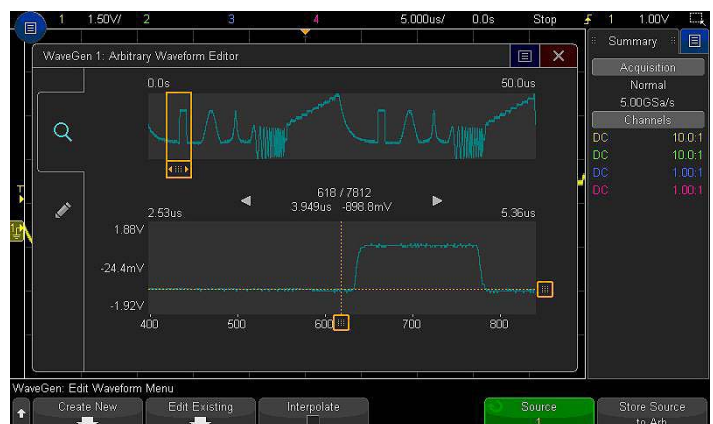 1 1.50V/ 2 3 4 5.000us/ 0.0s Stop 1 1.00V
Summary
WaveGen 1: Arbitrary Waveform Editor
Acquisition
Normal
5.00GSa/s
Channels
DC 10.0:1
DC 10.0:1
DC 1.00:1
DC 1.00:1
0.0s 50.0us
618 / 7812
3.949us -898.8mV
2.53us 5.36us
1.88V
-24.4mV
-1.92V
400 500 600 700 800
T
WaveGen: Edit Waveform Menu
Create New Edit Existing Interpolate Source Store Source
1 to Arb